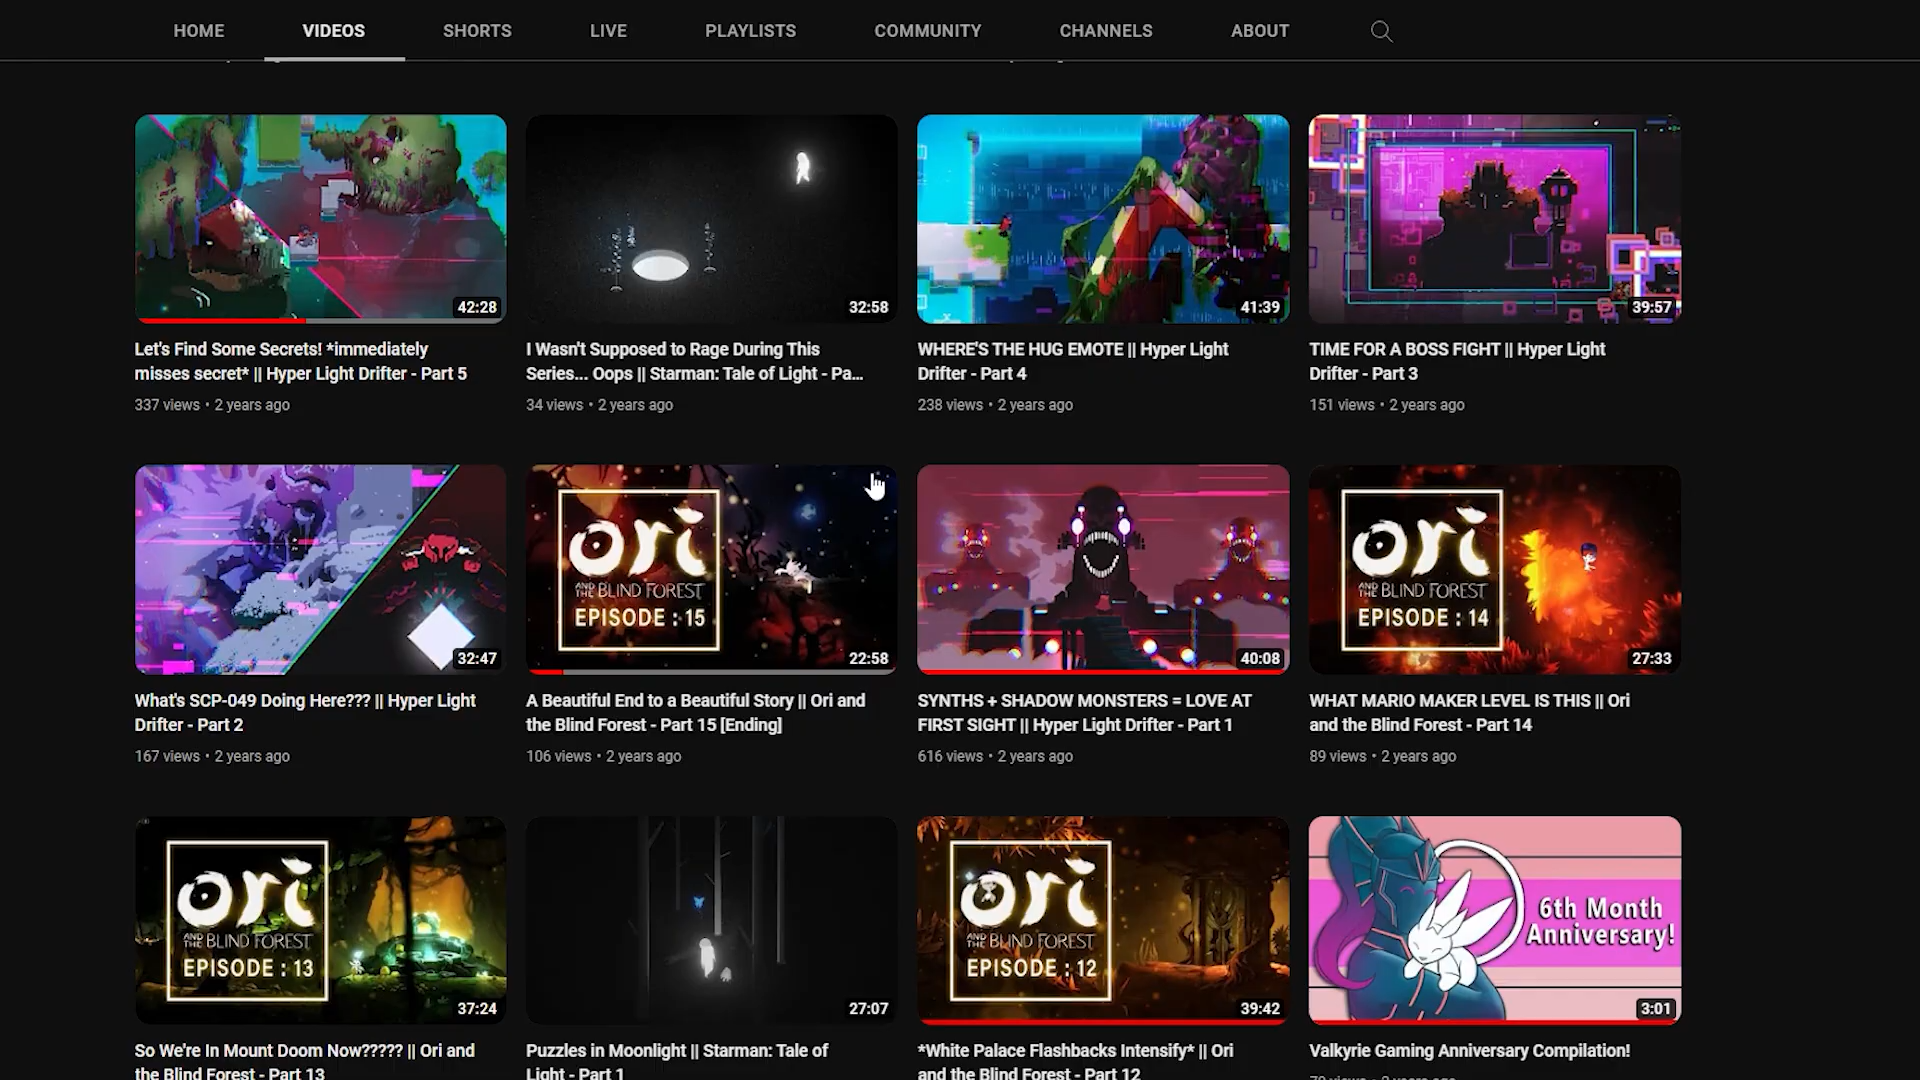 HOME VIDEOS SHORTS LIVE PLAYLISTS COMMUNITY CHANNELS ABOUT
42:28
32:58
41:39
39:57
Let's Find Some Secrets! *immediately
misses secret* || Hyper Light Drifter - Part 5
337 views • 2 years ago
I Wasn't Supposed to Rage During This
Series... Oops || Starman: Tale of Light - Pa...
34 views • 2 years ago
WHERE'S THE HUG EMOTE || Hyper Light
Drifter - Part 4
238 views • 2 years ago
TIME FOR A BOSS FIGHT || Hyper Light
Drifter - Part 3
151 views • 2 years ago
32:47
ori
AND THE BLIND FOREST
EPISODE : 15
22:58
40:08
ori
AND THE BLIND FOREST
EPISODE : 14
27:33
What's SCP-049 Doing Here??? || Hyper Light
Drifter - Part 2
167 views • 2 years ago
A Beautiful End to a Beautiful Story || Ori and
the Blind Forest - Part 15 [Ending]
106 views • 2 years ago
SYNTHS + SHADOW MONSTERS = LOVE AT
FIRST SIGHT || Hyper Light Drifter - Part 1
616 views • 2 years ago
WHAT MARIO MAKER LEVEL IS THIS || Ori
and the Blind Forest - Part 14
89 views • 2 years ago
ori
AND THE BLIND FOREST
EPISODE : 13
37:24
27:07
ori
AND THE BLIND FOREST
EPISODE : 12
39:42
6th Month
Anniversary!
3:01
So We're In Mount Doom Now????? || Ori and
the Blind Forest - Part 13
Puzzles in Moonlight || Starman: Tale of
Light - Part 1
*White Palace Flashbacks Intensify* || Ori
and the Blind Forest - Part 12
Valkyrie Gaming Anniversary Compilation!